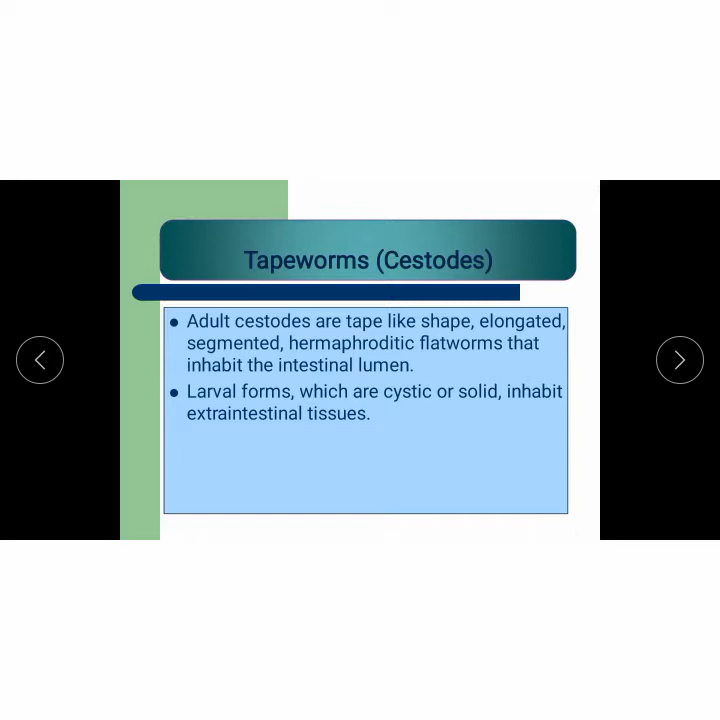 Tapeworms (Cestodes)
● Adult cestodes are tape like shape, elongated,
segmented, hermaphroditic flatworms that
inhabit the intestinal lumen.
● Larval forms, which are cystic or solid, inhabit
extraintestinal tissues.